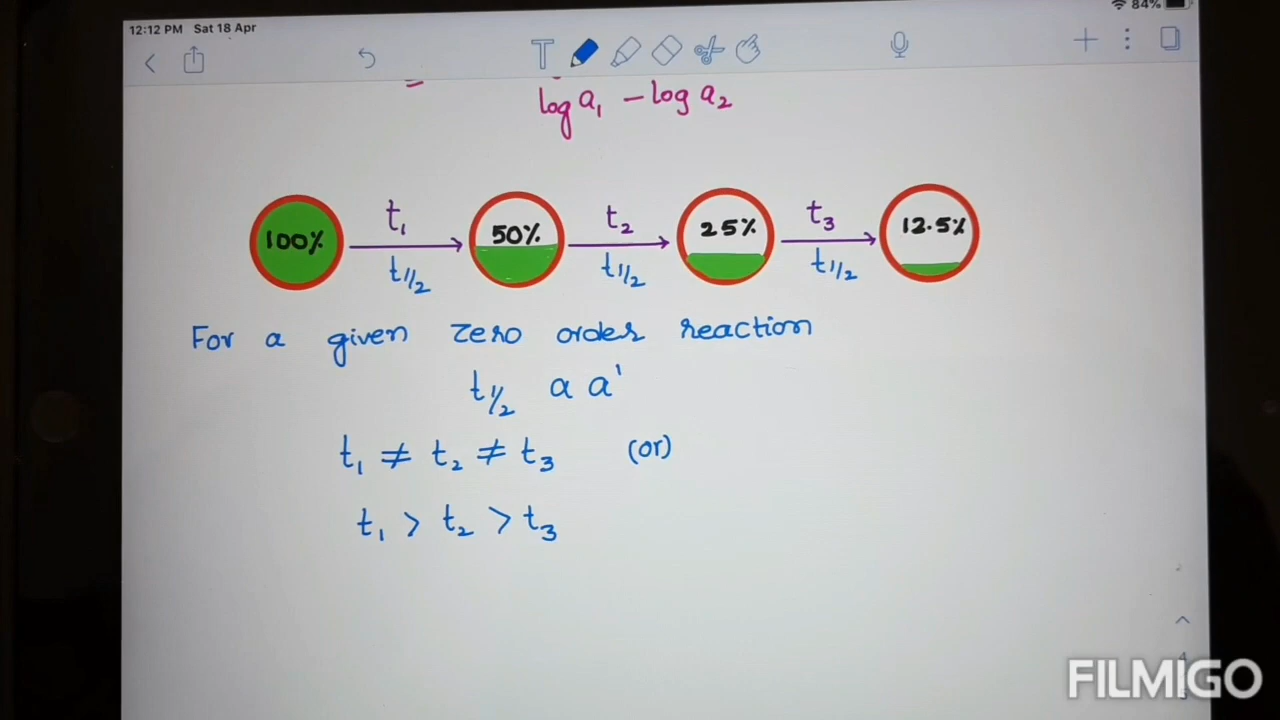 12:12 PM Sat 18 Apr
84%
T
log a₁ − log a₂
100% t₁ t1/2 50% t₂ t1/2 25% t₃ t1/2 12.5%
For a given zero order reaction
t1/2 α a¹
t₁ ≠ t₂ ≠ t₃ (or)
t₁ > t₂ > t₃
FILMIGO